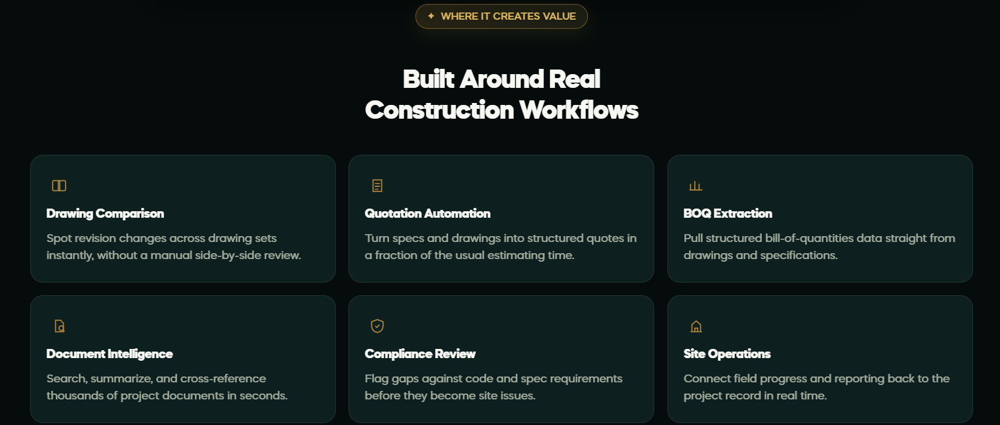 WHERE IT CREATES VALUE
Built Around Real
Construction Workflows
Drawing Comparison
Spot revision changes across drawing sets
instantly, without a manual side-by-side review.
Quotation Automation
Turn specs and drawings into structured quotes in
a fraction of the usual estimating time.
BOQ Extraction
Pull structured bill-of-quantities data straight from
drawings and specifications.
Document Intelligence
Search, summarize, and cross-reference
thousands of project documents in seconds.
Compliance Review
Flag gaps against code and spec requirements
before they become site issues.
Site Operations
Connect field progress and reporting back to the
project record in real time.